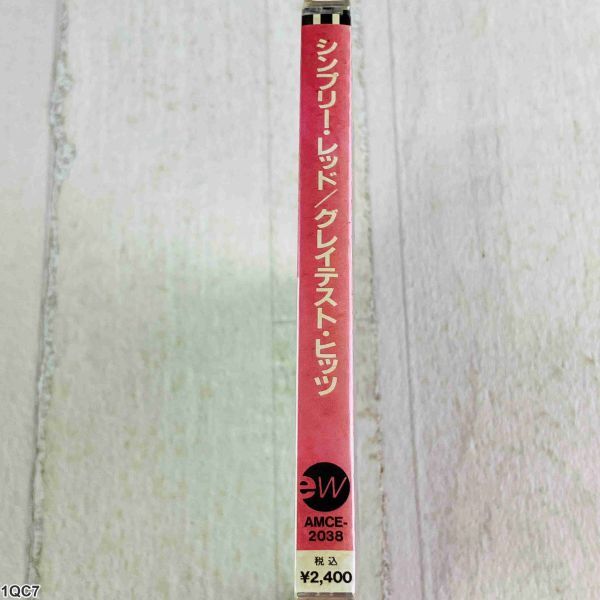 シンプリー・レッド／グレイテスト・ヒッツ
ew
AMCE-
2038
税込
¥2,400
1QC7